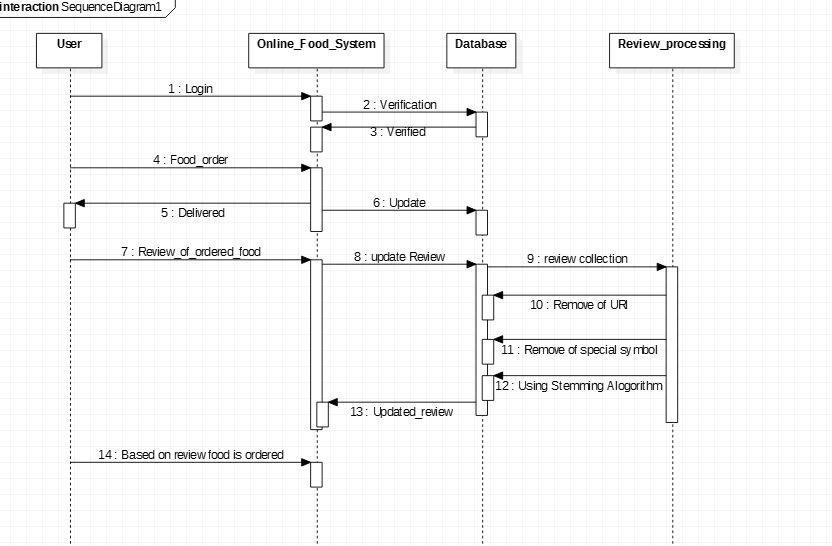 interaction SequenceDiagram1
User
Online_Food_System
Database
Review_processing
1 : Login
2 : Verification
3 : Verified
4 : Food_order
5 : Delivered
6 : Update
7 : Review_of_ordered_food
8 : update Review
9 : review collection
10 : Remove of URl
11 : Remove of special symbol
12 : Using Stemming Alogorithm
13 : Updated_review
14 : Based on review food is ordered